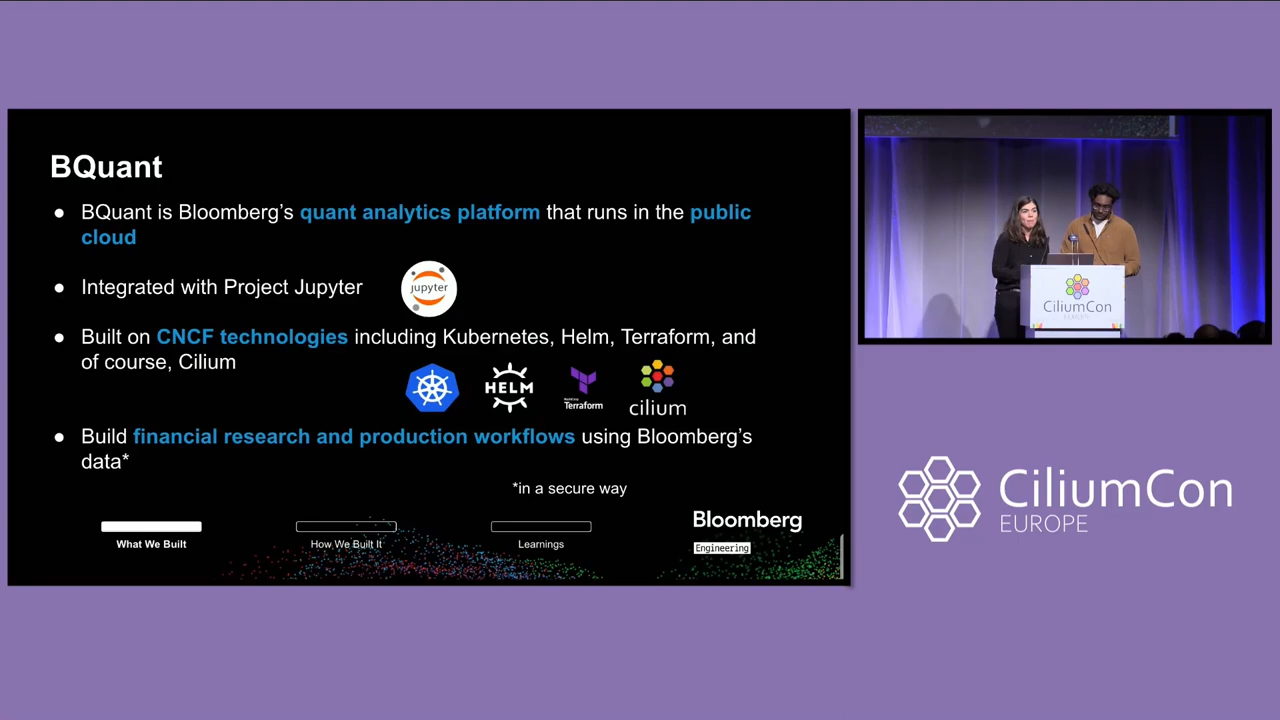 BQuant
● BQuant is Bloomberg's quant analytics platform that runs in the public
cloud
● Integrated with Project Jupyter
jupyter
● Built on CNCF technologies including Kubernetes, Helm, Terraform, and
of course, Cilium
HELM
HashiCorp
Terraform
cilium
● Build financial research and production workflows using Bloomberg's
data*
*in a secure way
What We Built
How We Built It
Learnings
Bloomberg
Engineering
CiliumCon
EUROPE
CiliumCon
EUROPE